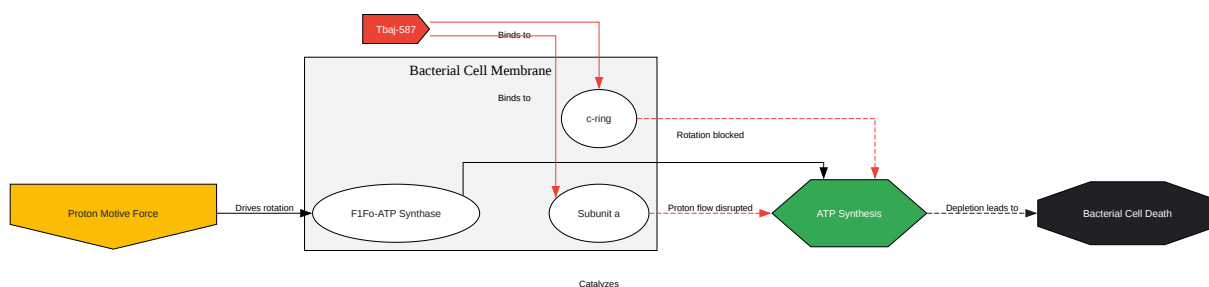 Tbaj-587
Binds to
Bacterial Cell Membrane
Binds to
c-ring
Rotation blocked
Proton Motive Force
Drives rotation
F1Fo-ATP Synthase
Subunit a
Proton flow disrupted
ATP Synthesis
Depletion leads to
Bacterial Cell Death
Catalyzes